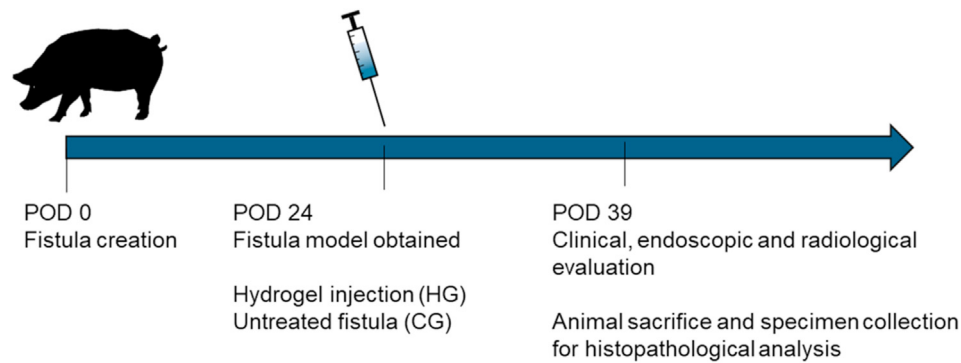 POD 0
Fistula creation
POD 24
Fistula model obtained
Hydrogel injection (HG)
Untreated fistula (CG)
POD 39
Clinical, endoscopic and radiological
evaluation
Animal sacrifice and specimen collection
for histopathological analysis